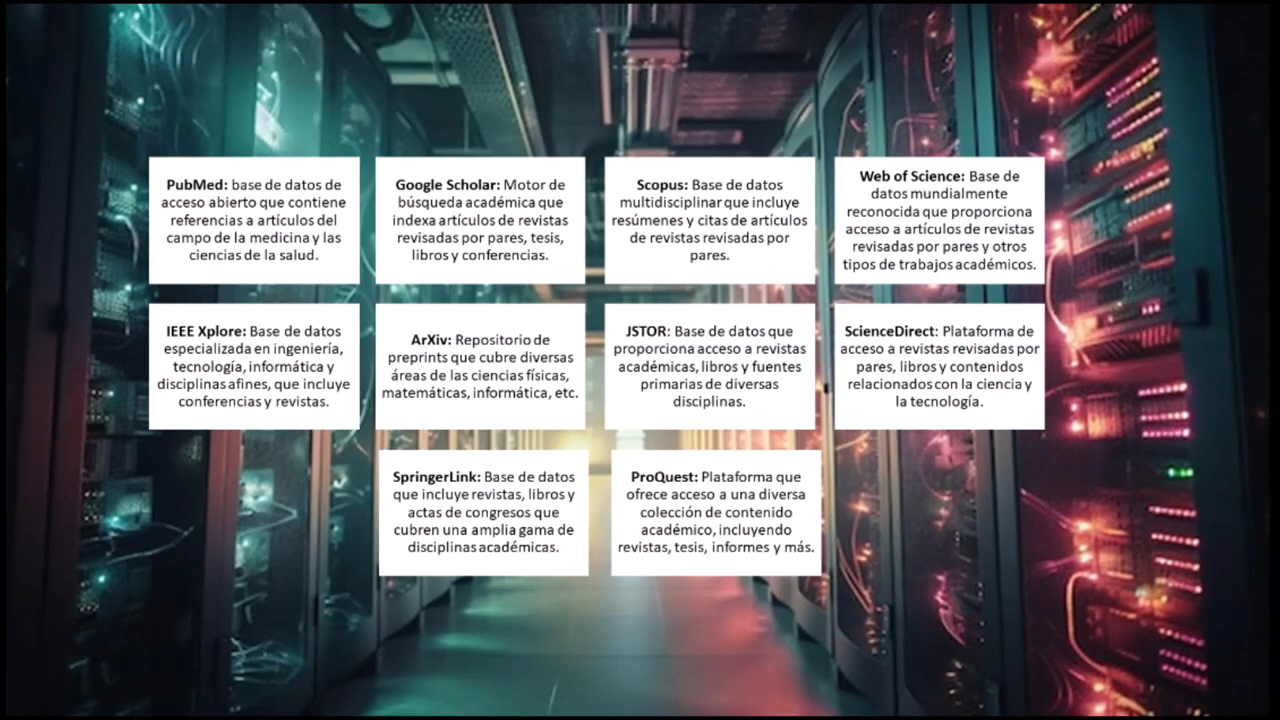 PubMed: base de datos de
acceso abierto que contiene
referencias a artículos del
campo de la medicina y las
ciencias de la salud.
Google Scholar: Motor de
búsqueda académica que
indexa artículos de revistas
revisadas por pares, tesis,
libros y conferencias.
Scopus: Base de datos
multidisciplinar que incluye
resúmenes y citas de artículos
de revistas revisadas por
pares.
Web of Science: Base de
datos mundialmente
reconocida que proporciona
acceso a artículos de revistas
revisadas por pares y otros
tipos de trabajos académicos.
IEEE Xplore: Base de datos
especializada en ingeniería,
tecnología, informática y
disciplinas afines, que incluye
conferencias y revistas.
ArXiv: Repositorio de
preprints que cubre diversas
áreas de las ciencias físicas,
matemáticas, informática, etc.
JSTOR: Base de datos que
proporciona acceso a revistas
académicas, libros y fuentes
primarias de diversas
disciplinas.
ScienceDirect: Plataforma de
acceso a revistas revisadas por
pares, libros y contenidos
relacionados con la ciencia y
la tecnología.
SpringerLink: Base de datos
que incluye revistas, libros y
actas de congresos que
cubren una amplia gama de
disciplinas académicas.
ProQuest: Plataforma que
ofrece acceso a una diversa
colección de contenido
académico, incluyendo
revistas, tesis, informes y más.